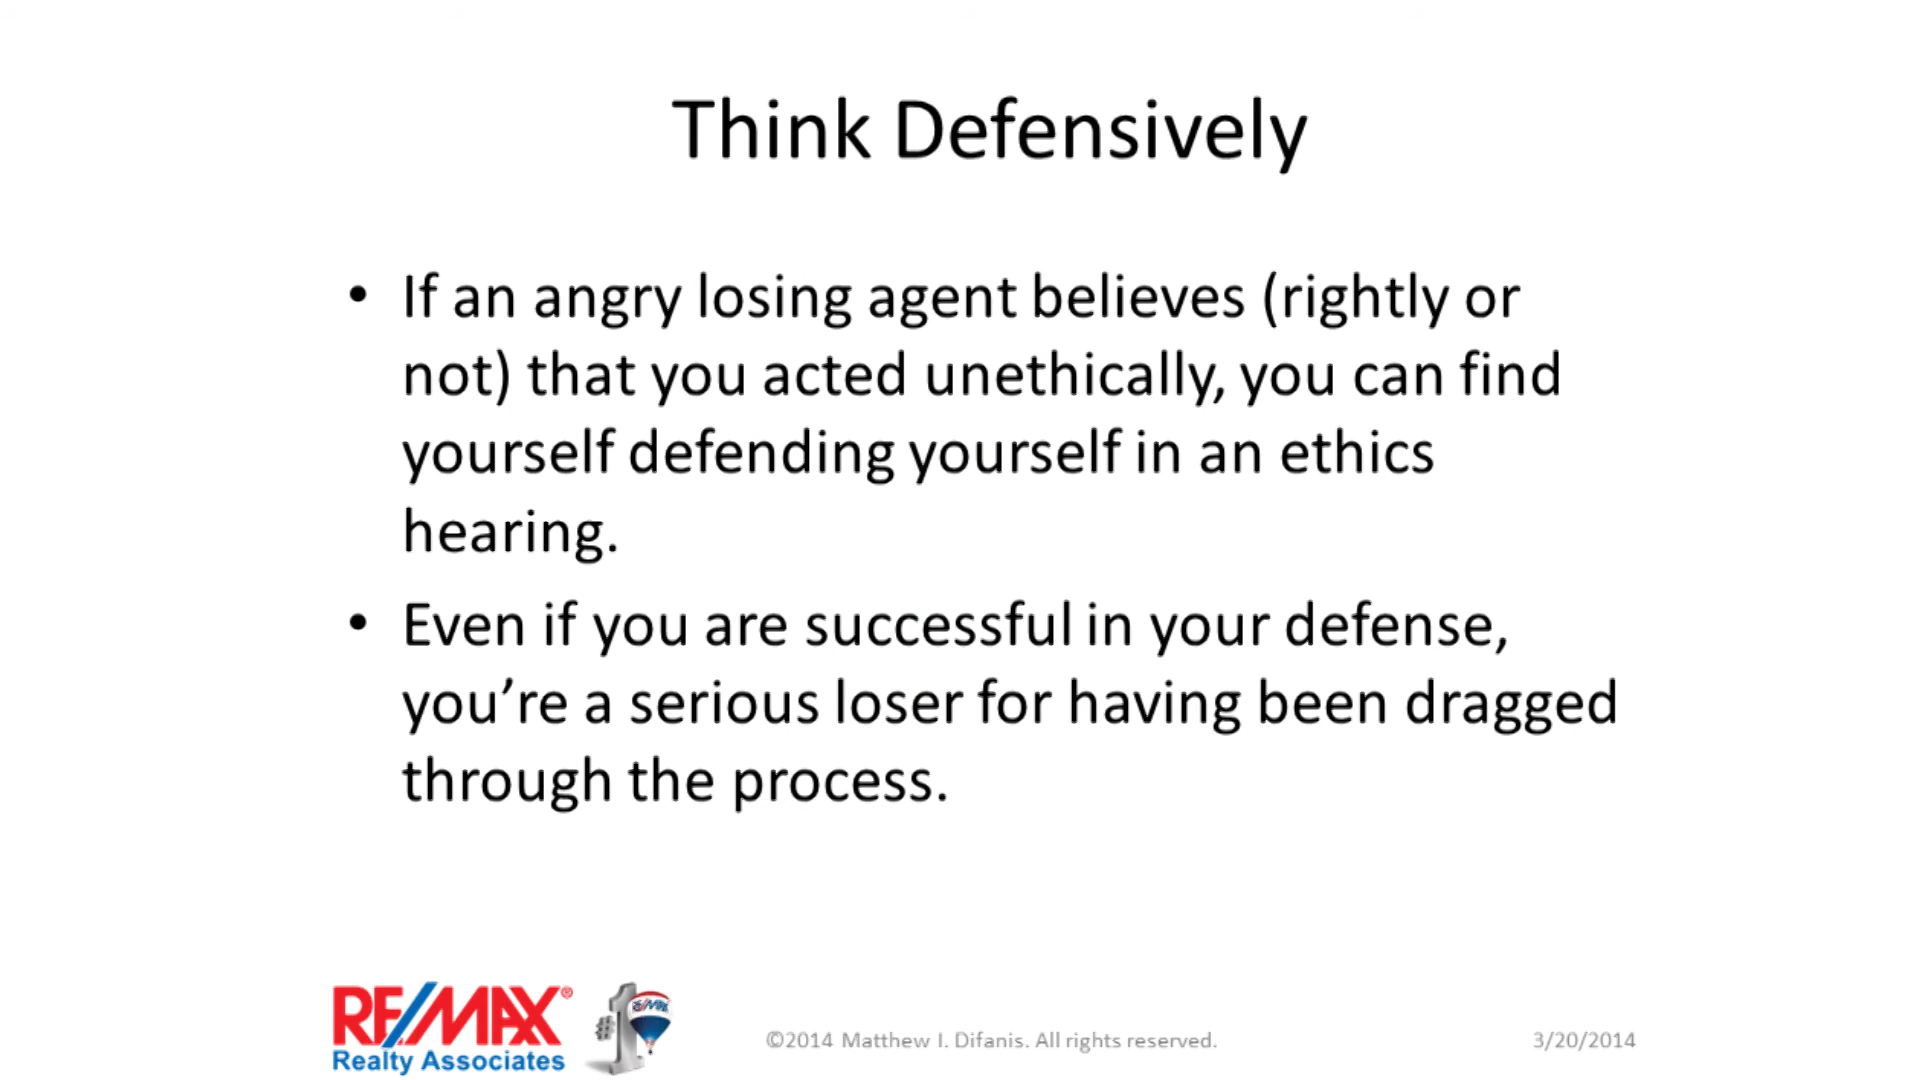 Think Defensively
• If an angry losing agent believes (rightly or
not) that you acted unethically, you can find
yourself defending yourself in an ethics
hearing.
• Even if you are successful in your defense,
you’re a serious loser for having been dragged
through the process.
RE/MAX®
Realty Associates
#1
RE/MAX
©2014 Matthew I. Difanis. All rights reserved.
3/20/2014